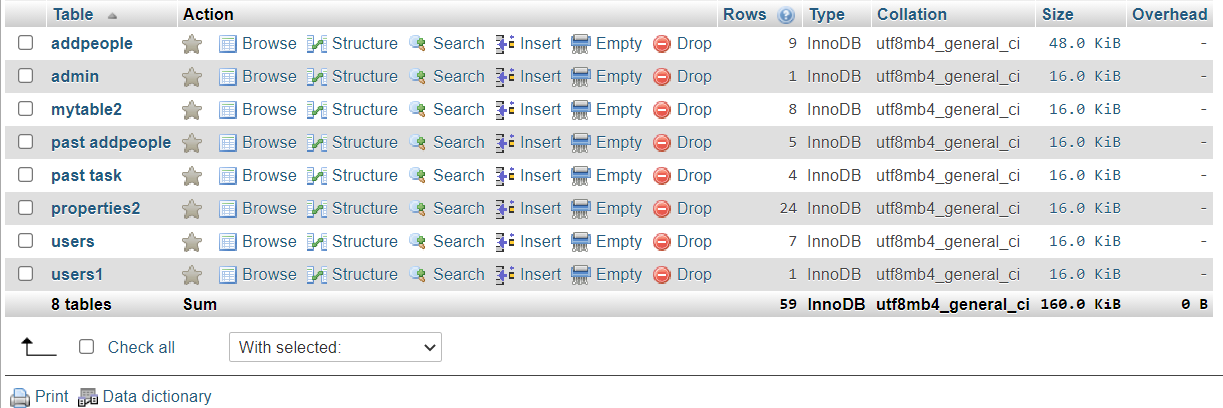 Table Action Rows Type Collation Size Overhead
addpeople Browse Structure Search Insert Empty Drop 9 InnoDB utf8mb4_general_ci 48.0 KiB -
admin Browse Structure Search Insert Empty Drop 1 InnoDB utf8mb4_general_ci 16.0 KiB -
mytable2 Browse Structure Search Insert Empty Drop 8 InnoDB utf8mb4_general_ci 16.0 KiB -
past addpeople Browse Structure Search Insert Empty Drop 5 InnoDB utf8mb4_general_ci 16.0 KiB -
past task Browse Structure Search Insert Empty Drop 4 InnoDB utf8mb4_general_ci 16.0 KiB -
properties2 Browse Structure Search Insert Empty Drop 24 InnoDB utf8mb4_general_ci 16.0 KiB -
users Browse Structure Search Insert Empty Drop 7 InnoDB utf8mb4_general_ci 16.0 KiB -
users1 Browse Structure Search Insert Empty Drop 1 InnoDB utf8mb4_general_ci 16.0 KiB -
8 tables Sum 59 InnoDB utf8mb4_general_ci 160.0 KiB 0 B
Check all With selected:
Print Data dictionary